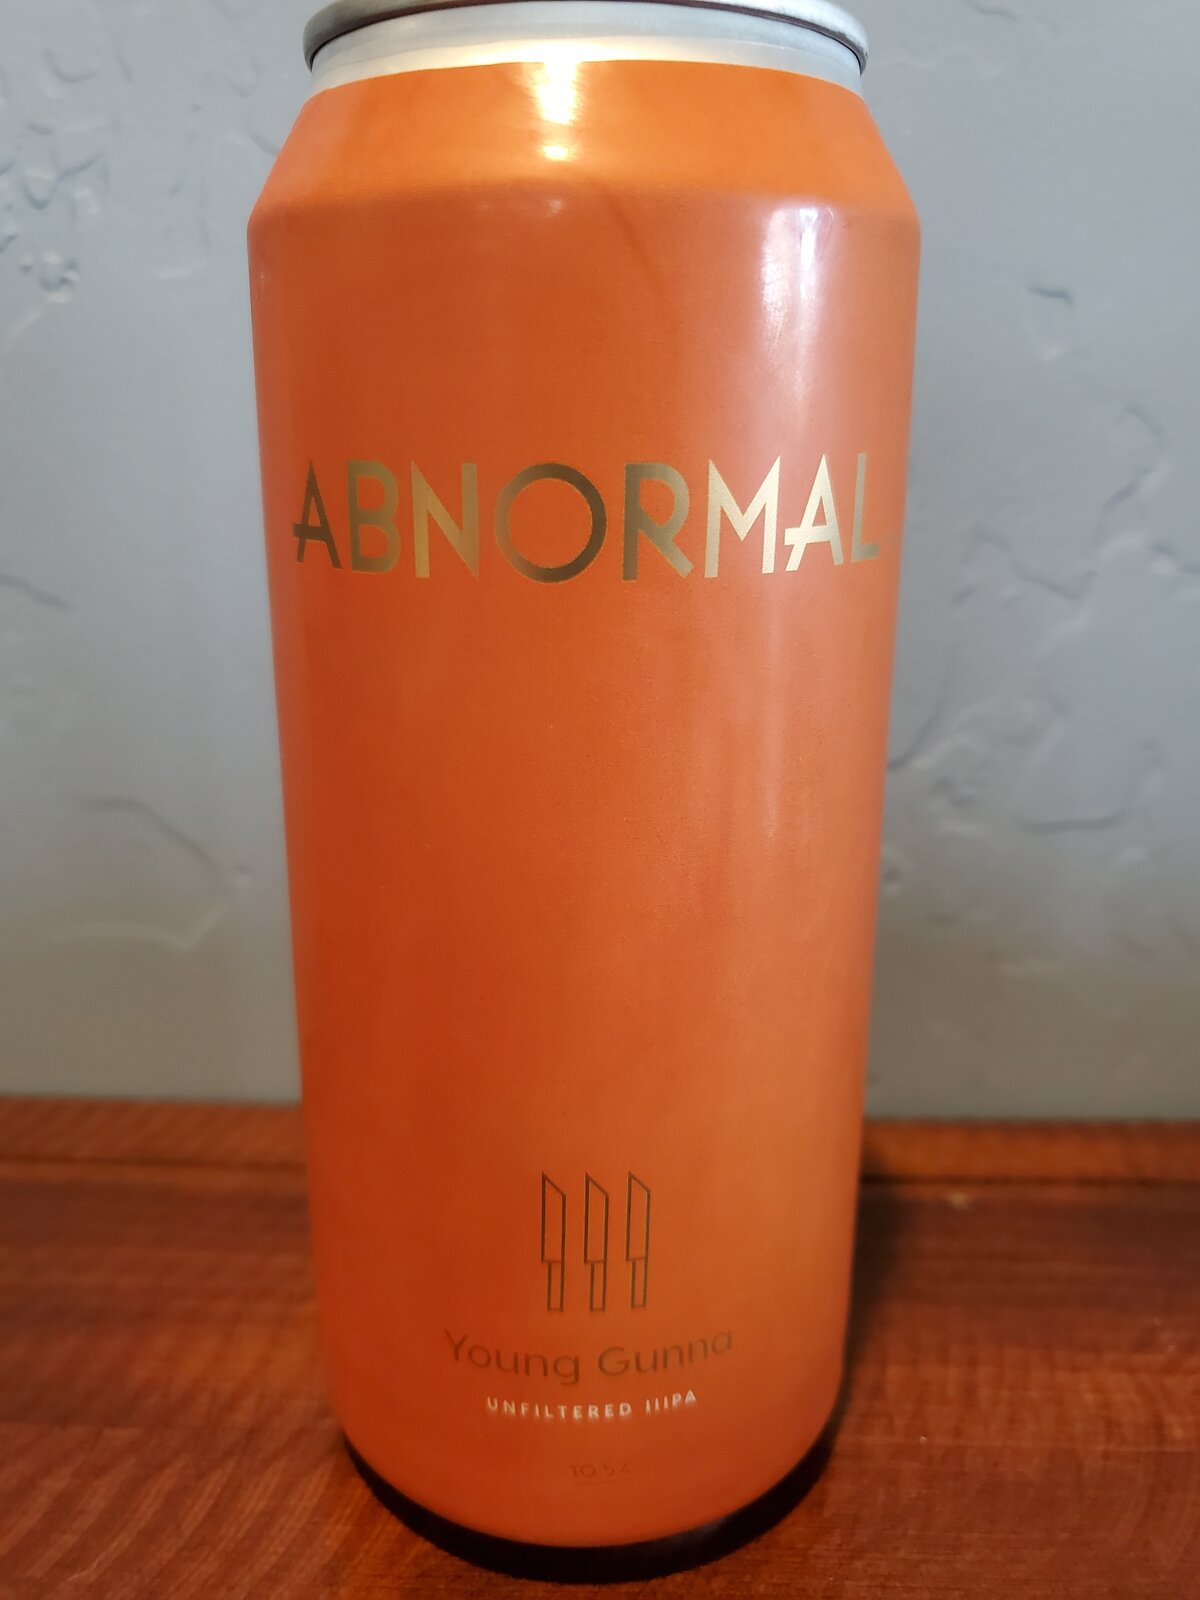 ABNORMAL
Young Gunna
UNFILTERED IIIPA
10.5%